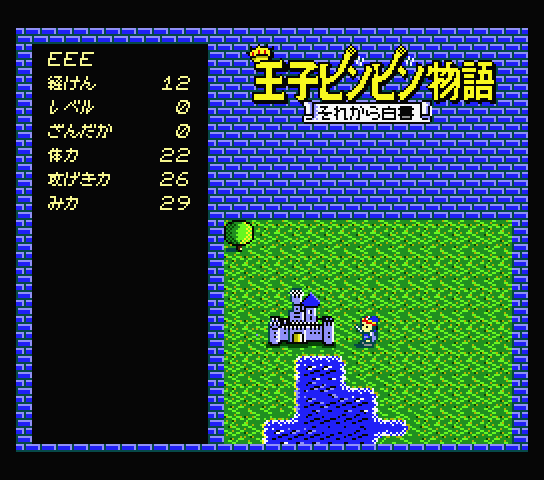 EEE
経けん 12
レベル 0
ざんだか 0
体力 22
攻げき力 26
み力 29
王子ビンビン物語
それから白書